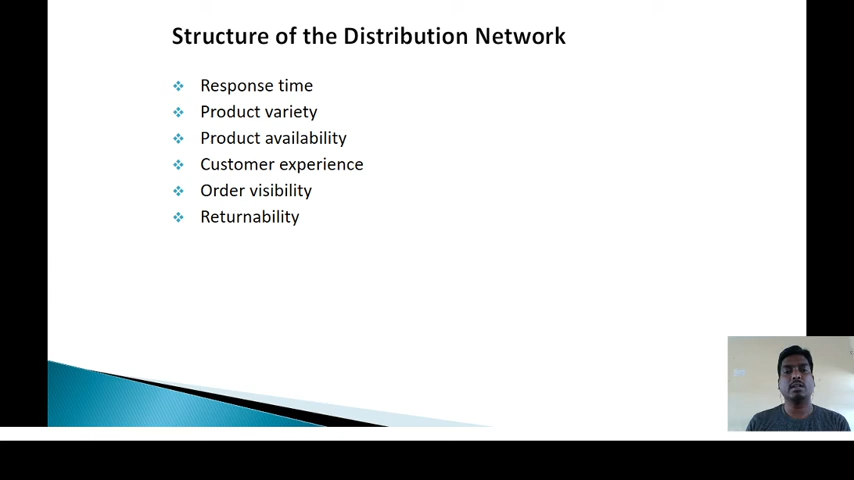 Structure of the Distribution Network
Response time
Product variety
Product availability
Customer experience
Order visibility
Returnability